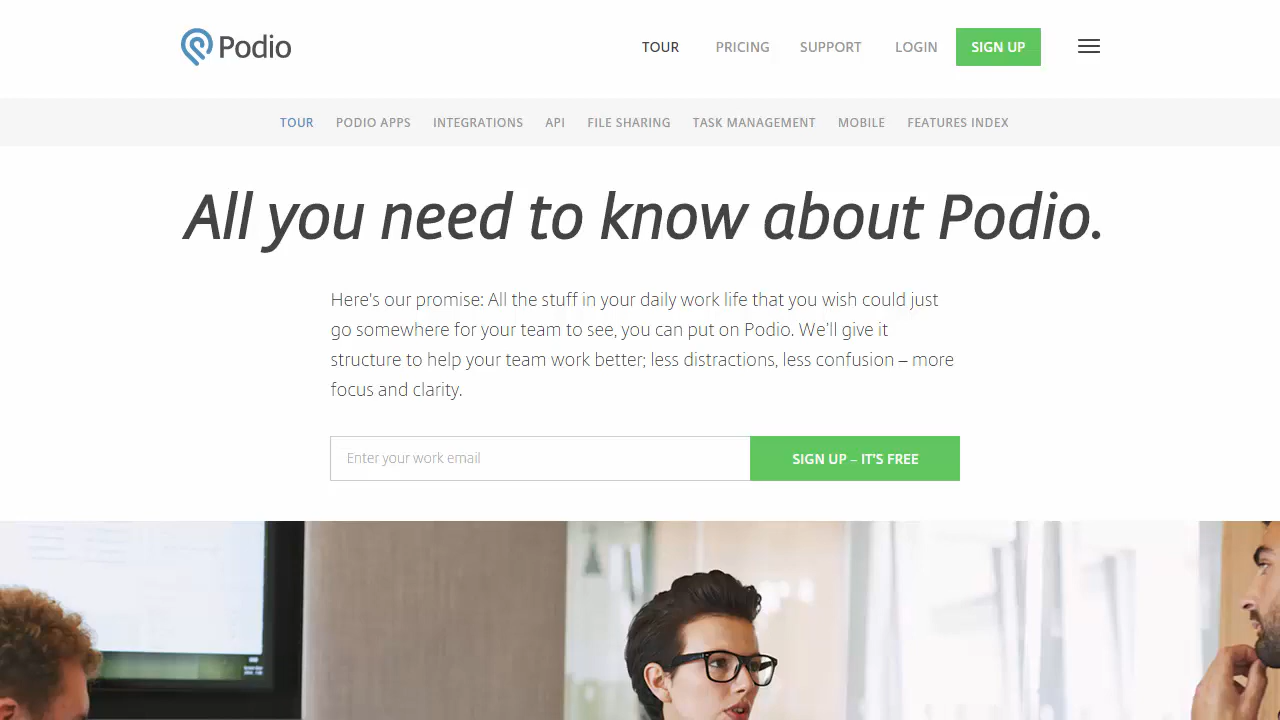 Podio
TOUR PRICING SUPPORT LOGIN SIGN UP
TOUR PODIO APPS INTEGRATIONS API FILE SHARING TASK MANAGEMENT MOBILE FEATURES INDEX
All you need to know about Podio.
Here's our promise: All the stuff in your daily work life that you wish could just
go somewhere for your team to see, you can put on Podio. We'll give it
structure to help your team work better; less distractions, less confusion – more
focus and clarity.
Enter your work email SIGN UP – IT'S FREE